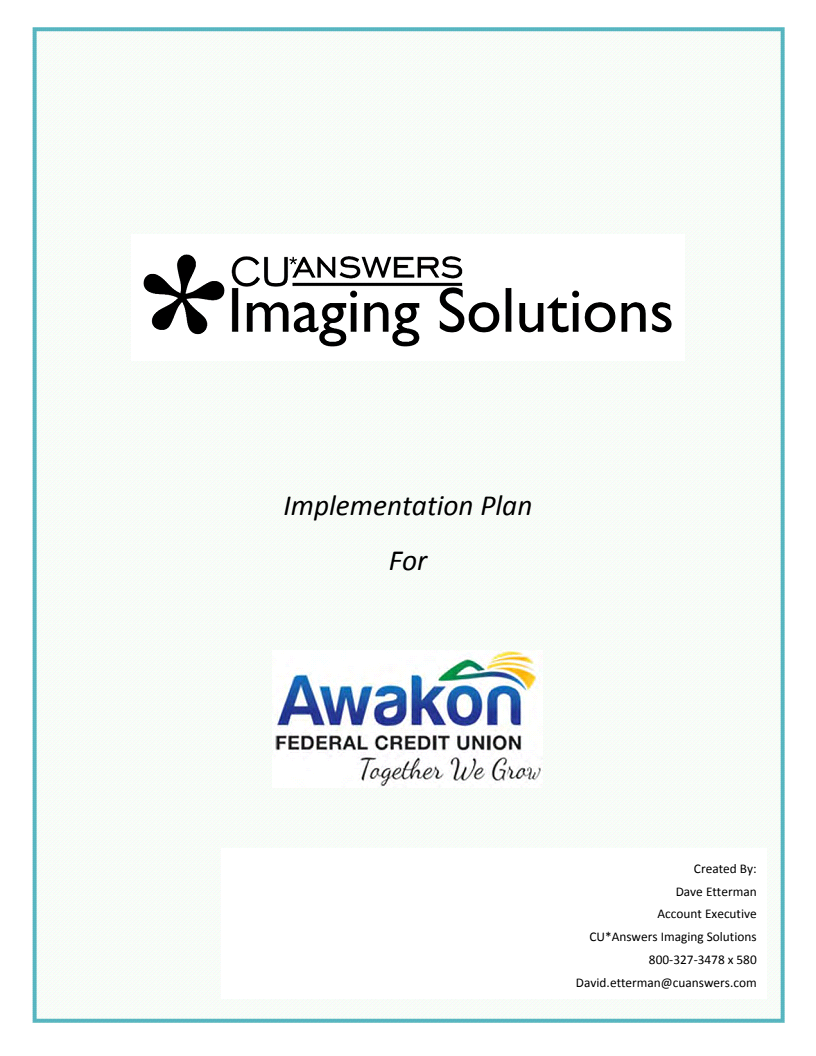 CU*ANSWERS
Imaging Solutions
Implementation Plan
For
Awakon
FEDERAL CREDIT UNION
Together We Grow
Created By:
Dave Etterman
Account Executive
CU*Answers Imaging Solutions
800-327-3478 x 580
David.etterman@cuanswers.com